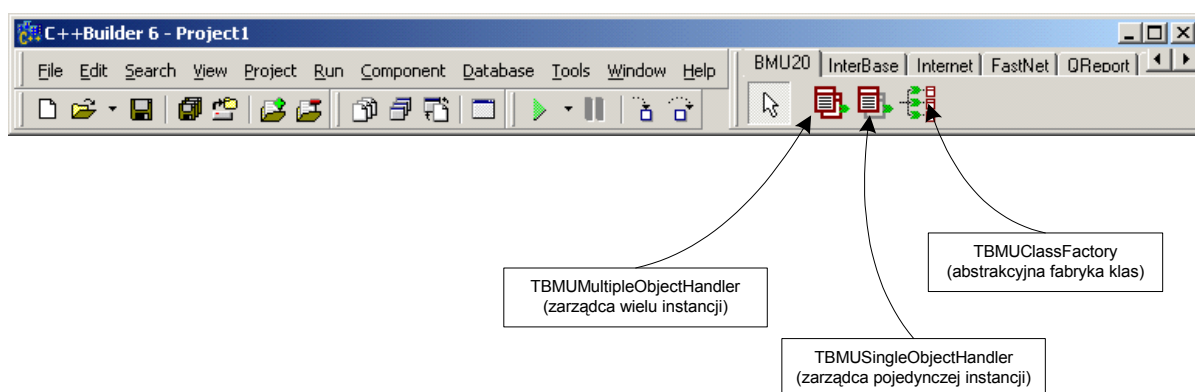 C++Builder 6 - Project1
File Edit Search View Project Run Component Database Tools Window Help
BMU20 InterBase Internet FastNet QReport
TBMUClassFactory
(abstrakcyjna fabryka klas)
TBMUMultipleObjectHandler
(zarządca wielu instancji)
TBMUSingleObjectHandler
(zarządca pojedynczej instancji)